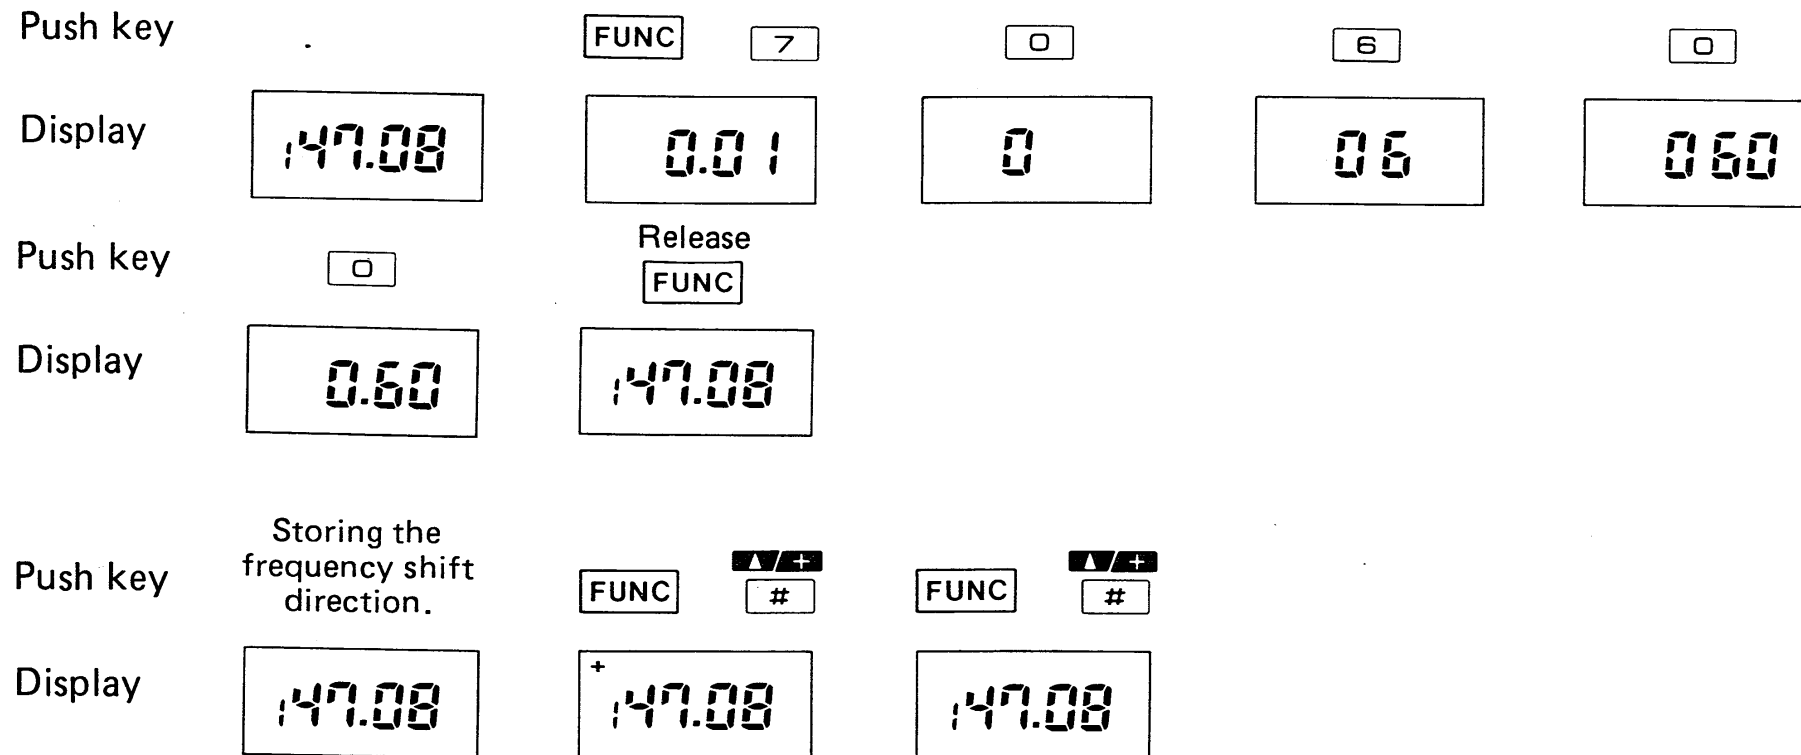 Push key FUNC 7 0 6 0
Display 147.08 0.01 0 06 060
Release
Push key 0 FUNC
Display 0.60 147.08
Storing the
frequency shift
direction.
▲/+ ▲/+
Push key FUNC # FUNC #
Display 147.08 +147.08 147.08